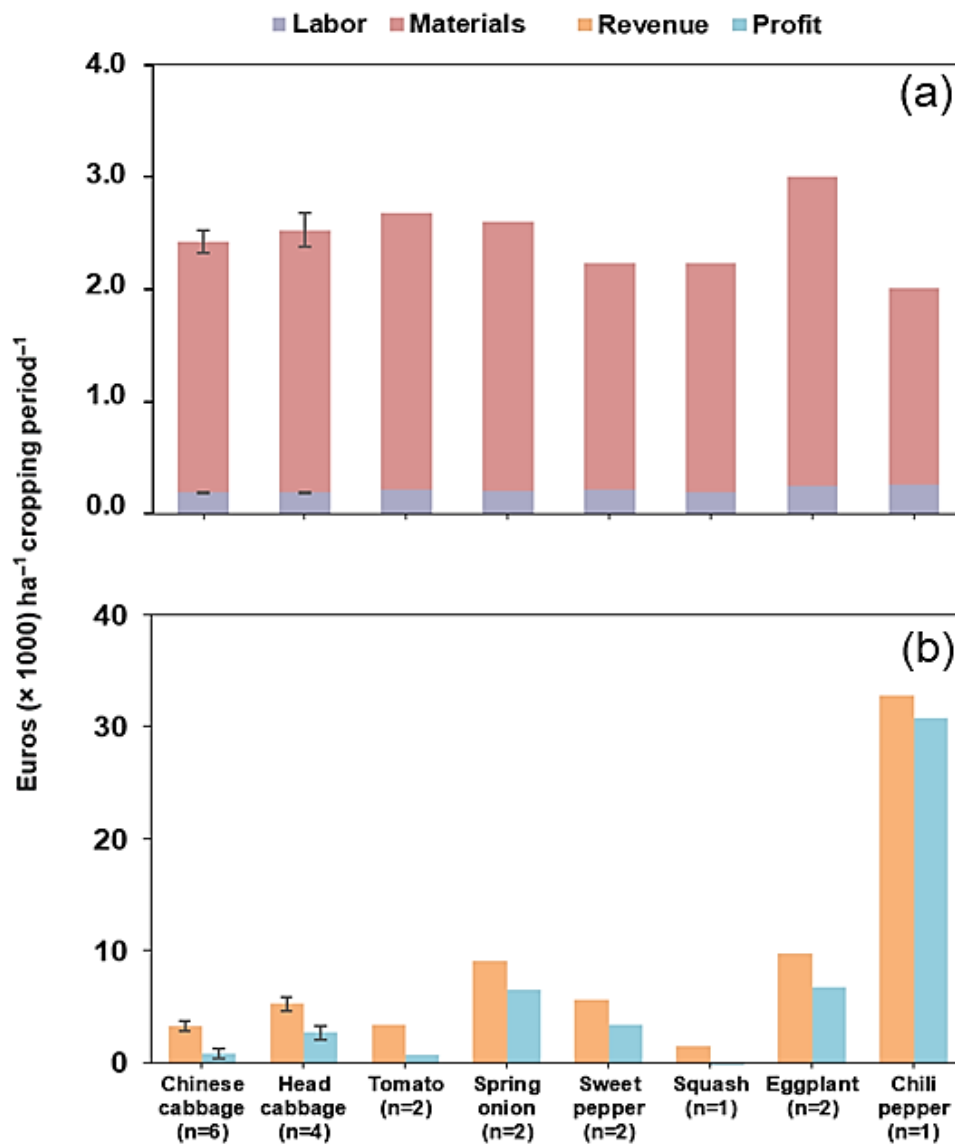 Labor Materials Revenue Profit
(a)
4.0
3.0
2.0
1.0
0.0
Euros (× 1000) ha⁻¹ cropping period⁻¹
(b)
40
30
20
10
0
Chinese cabbage (n=6)
Head cabbage (n=4)
Tomato (n=2)
Spring onion (n=2)
Sweet pepper (n=2)
Squash (n=1)
Eggplant (n=2)
Chili pepper (n=1)